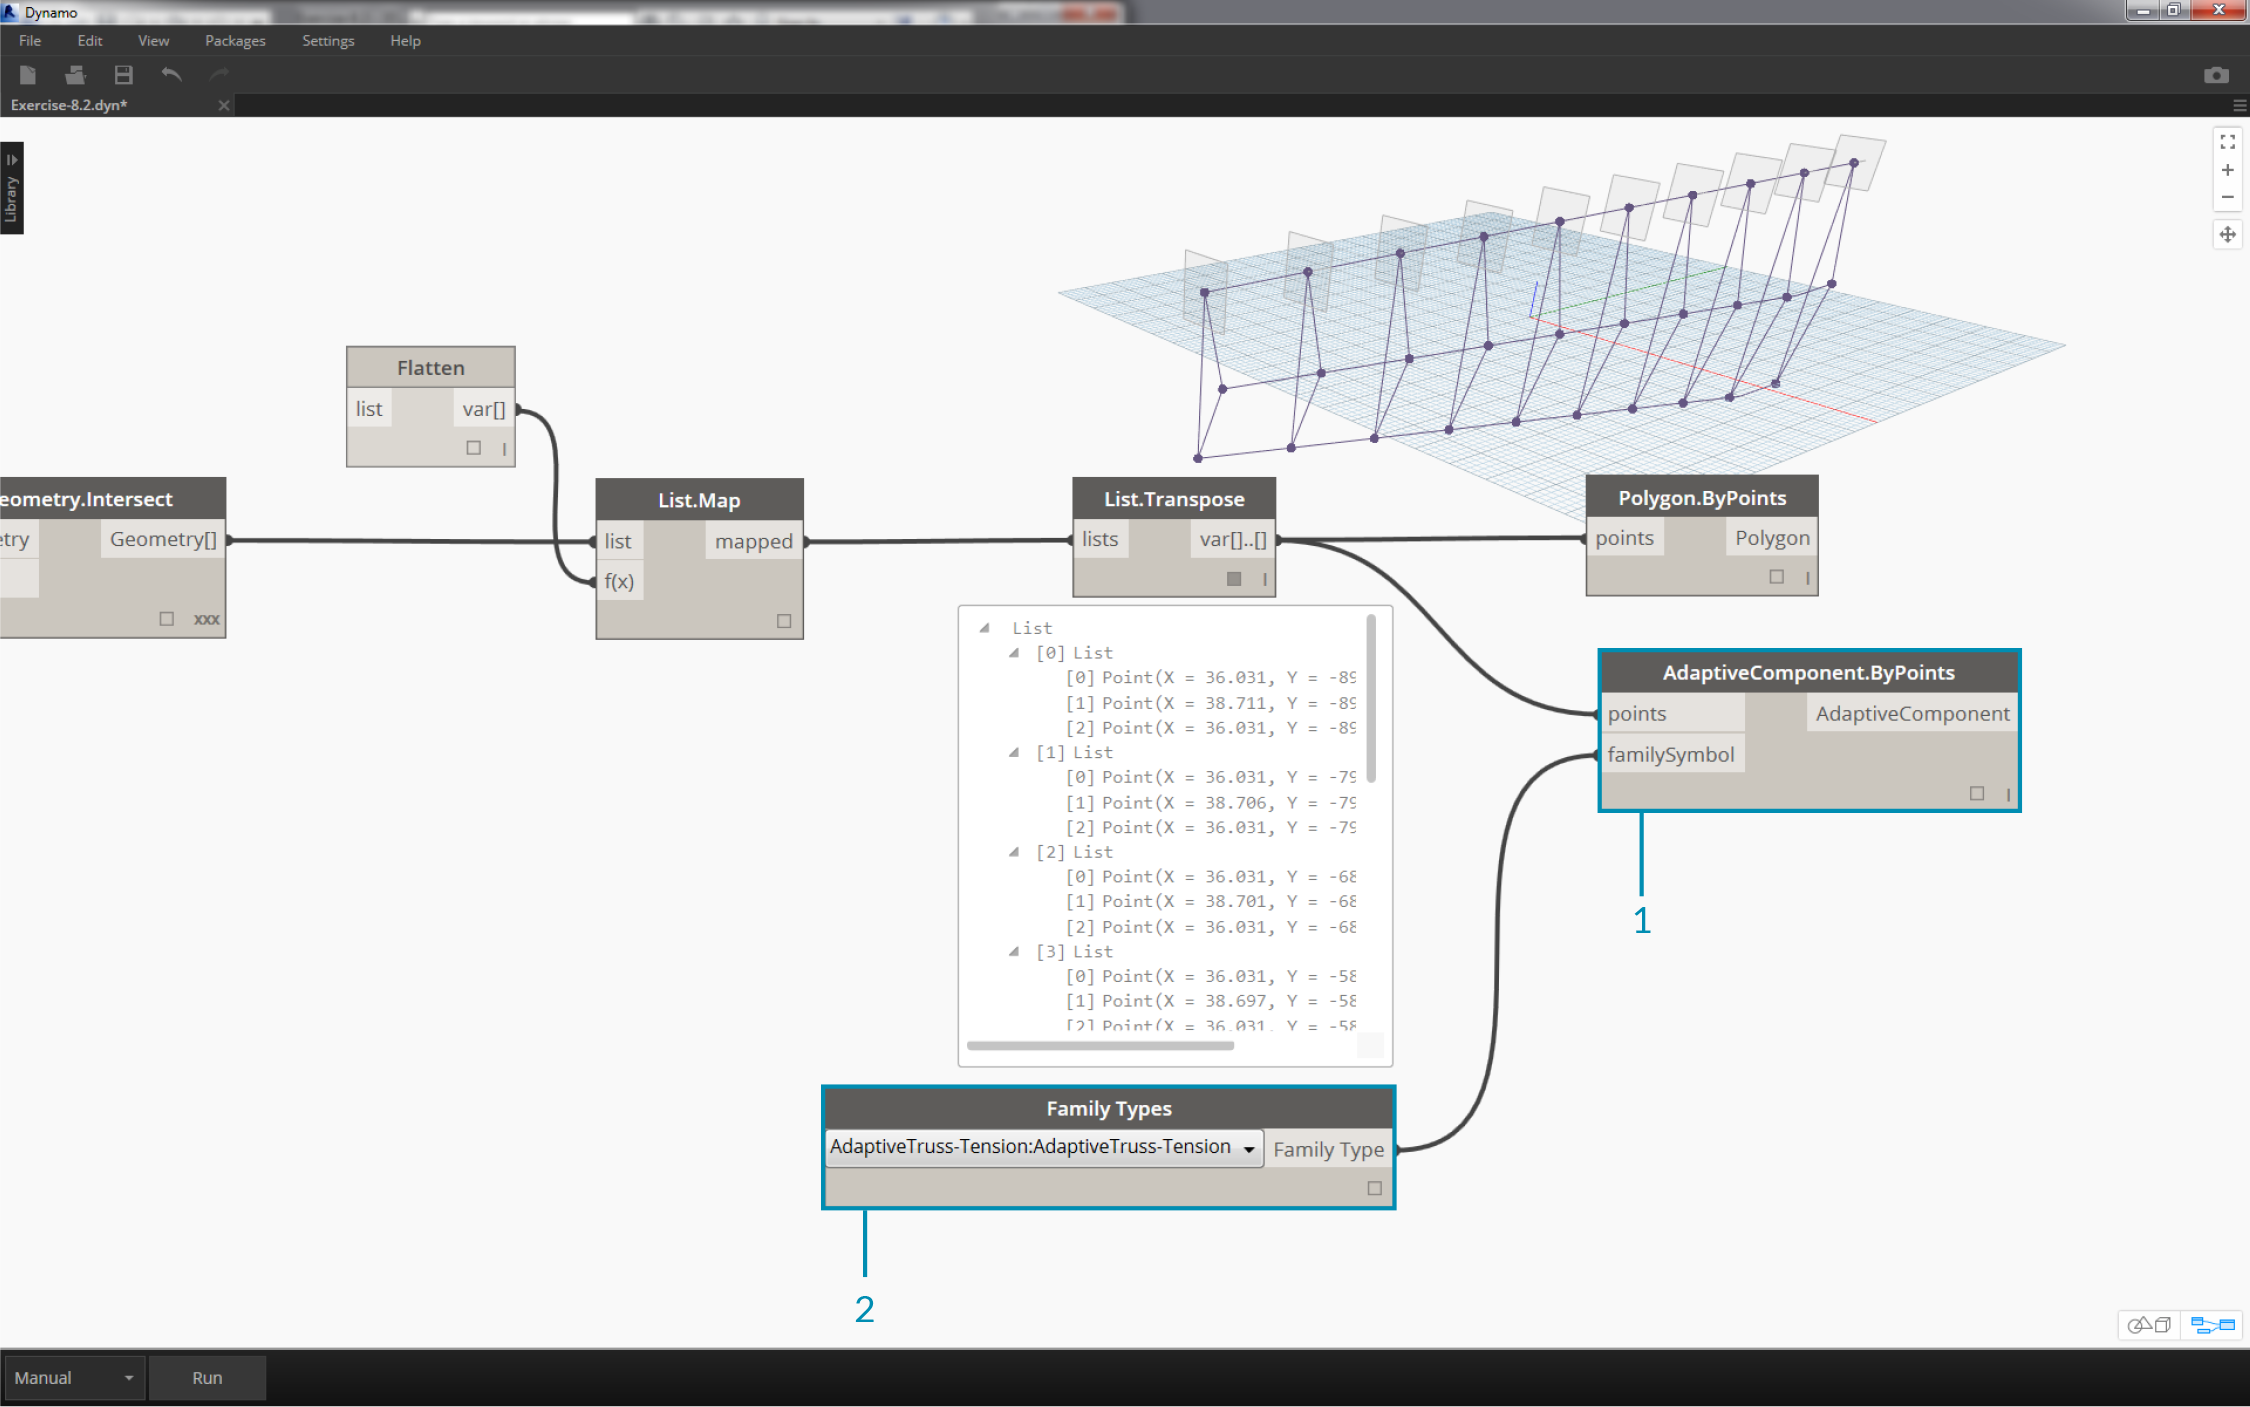 Dynamo
File Edit View Packages Settings Help
Exercise-8.2.dyn*
Library
Flatten
list var[]
eometry.Intersect
etry Geometry[]
xxx
List.Map
list mapped
f(x)
List.Transpose
lists var[]..[]
Polygon.ByPoints
points Polygon
List
[0] List
[0] Point(X = 36.031, Y = -89
[1] Point(X = 38.711, Y = -89
[2] Point(X = 36.031, Y = -89
[1] List
[0] Point(X = 36.031, Y = -79
[1] Point(X = 38.706, Y = -79
[2] Point(X = 36.031, Y = -79
[2] List
[0] Point(X = 36.031, Y = -68
[1] Point(X = 38.701, Y = -68
[2] Point(X = 36.031, Y = -68
[3] List
[0] Point(X = 36.031, Y = -58
[1] Point(X = 38.697, Y = -58
[2] Point(X = 36.031, Y = -58
AdaptiveComponent.ByPoints
points AdaptiveComponent
familySymbol
1
Family Types
AdaptiveTruss-Tension:AdaptiveTruss-Tension Family Type
2
Manual Run